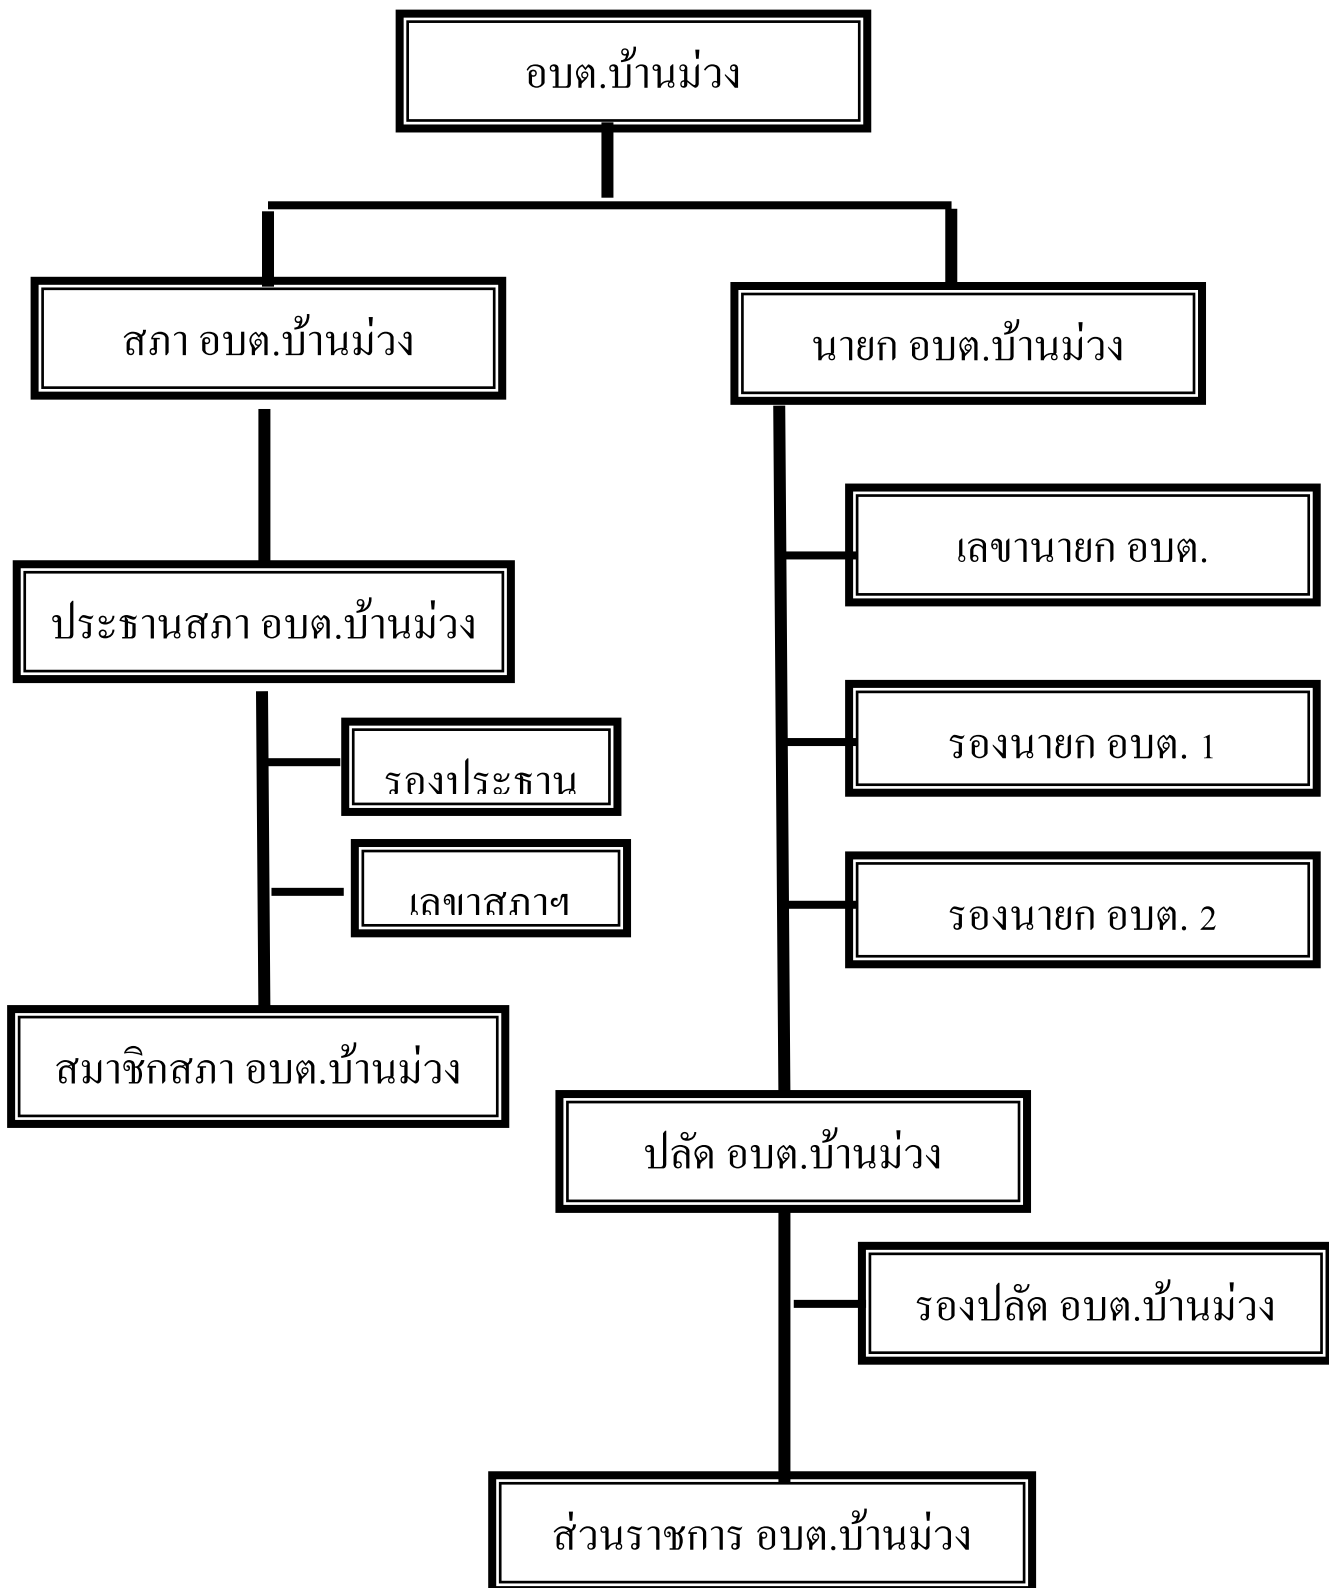 อบต.บ้านม่วง
สภา อบต.บ้านม่วง
นายก อบต.บ้านม่วง
เลขานายก อบต.
ประธานสภา อบต.บ้านม่วง
รองนายก อบต. 1
รองประธาน
เลขาสภาฯ
รองนายก อบต. 2
สมาชิกสภา อบต.บ้านม่วง
ปลัด อบต.บ้านม่วง
รองปลัด อบต.บ้านม่วง
ส่วนราชการ อบต.บ้านม่วง